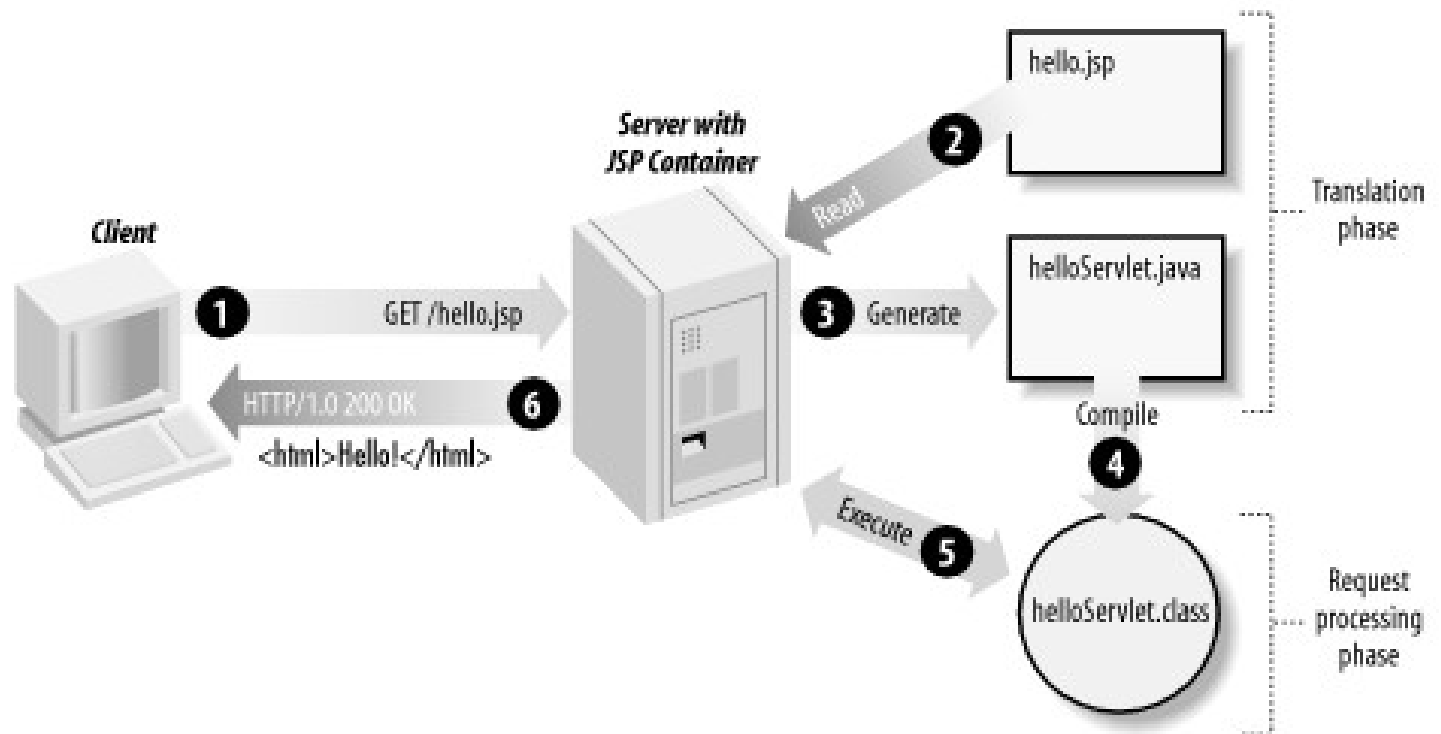 hello.jsp
Server with
JSP Container
2
Read
Translation
phase
Client
helloServlet.java
1
GET /hello.jsp
3
Generate
HTTP/1.0 200 OK
6
<html>Hello!</html>
Compile
4
Execute
5
helloServlet.class
Request
processing
phase